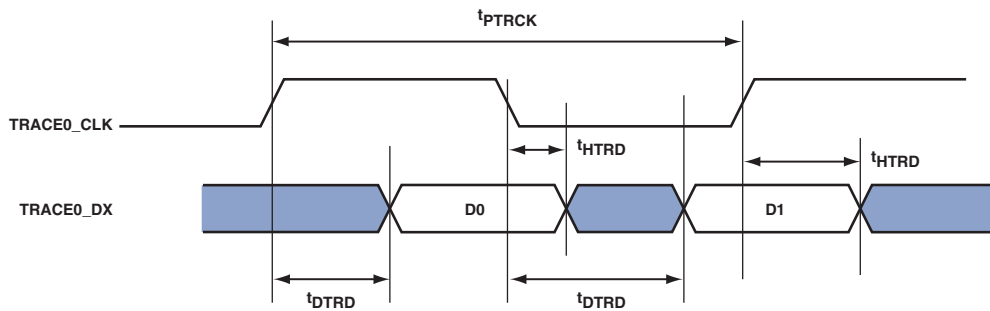 tPTRCK
TRACE0_CLK
tHTRD
tHTRD
TRACE0_DX
D0
D1
tDTRD
tDTRD